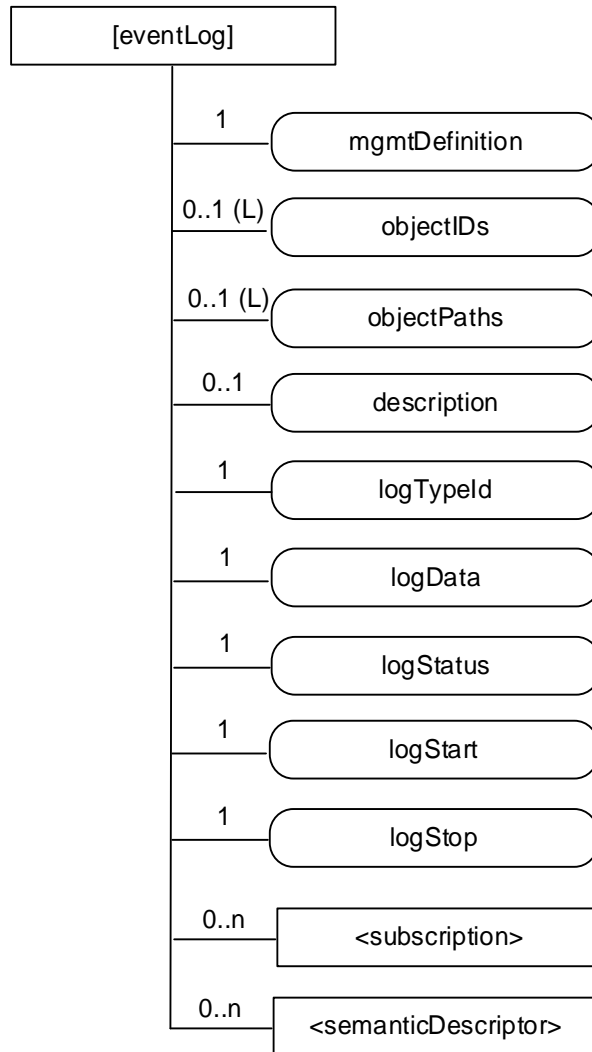 [eventLog]
1
mgmtDefinition
0..1 (L)
objectIDs
0..1 (L)
objectPaths
0..1
description
1
logTypeId
1
logData
1
logStatus
1
logStart
1
logStop
0..n
<subscription>
0..n
<semanticDescriptor>